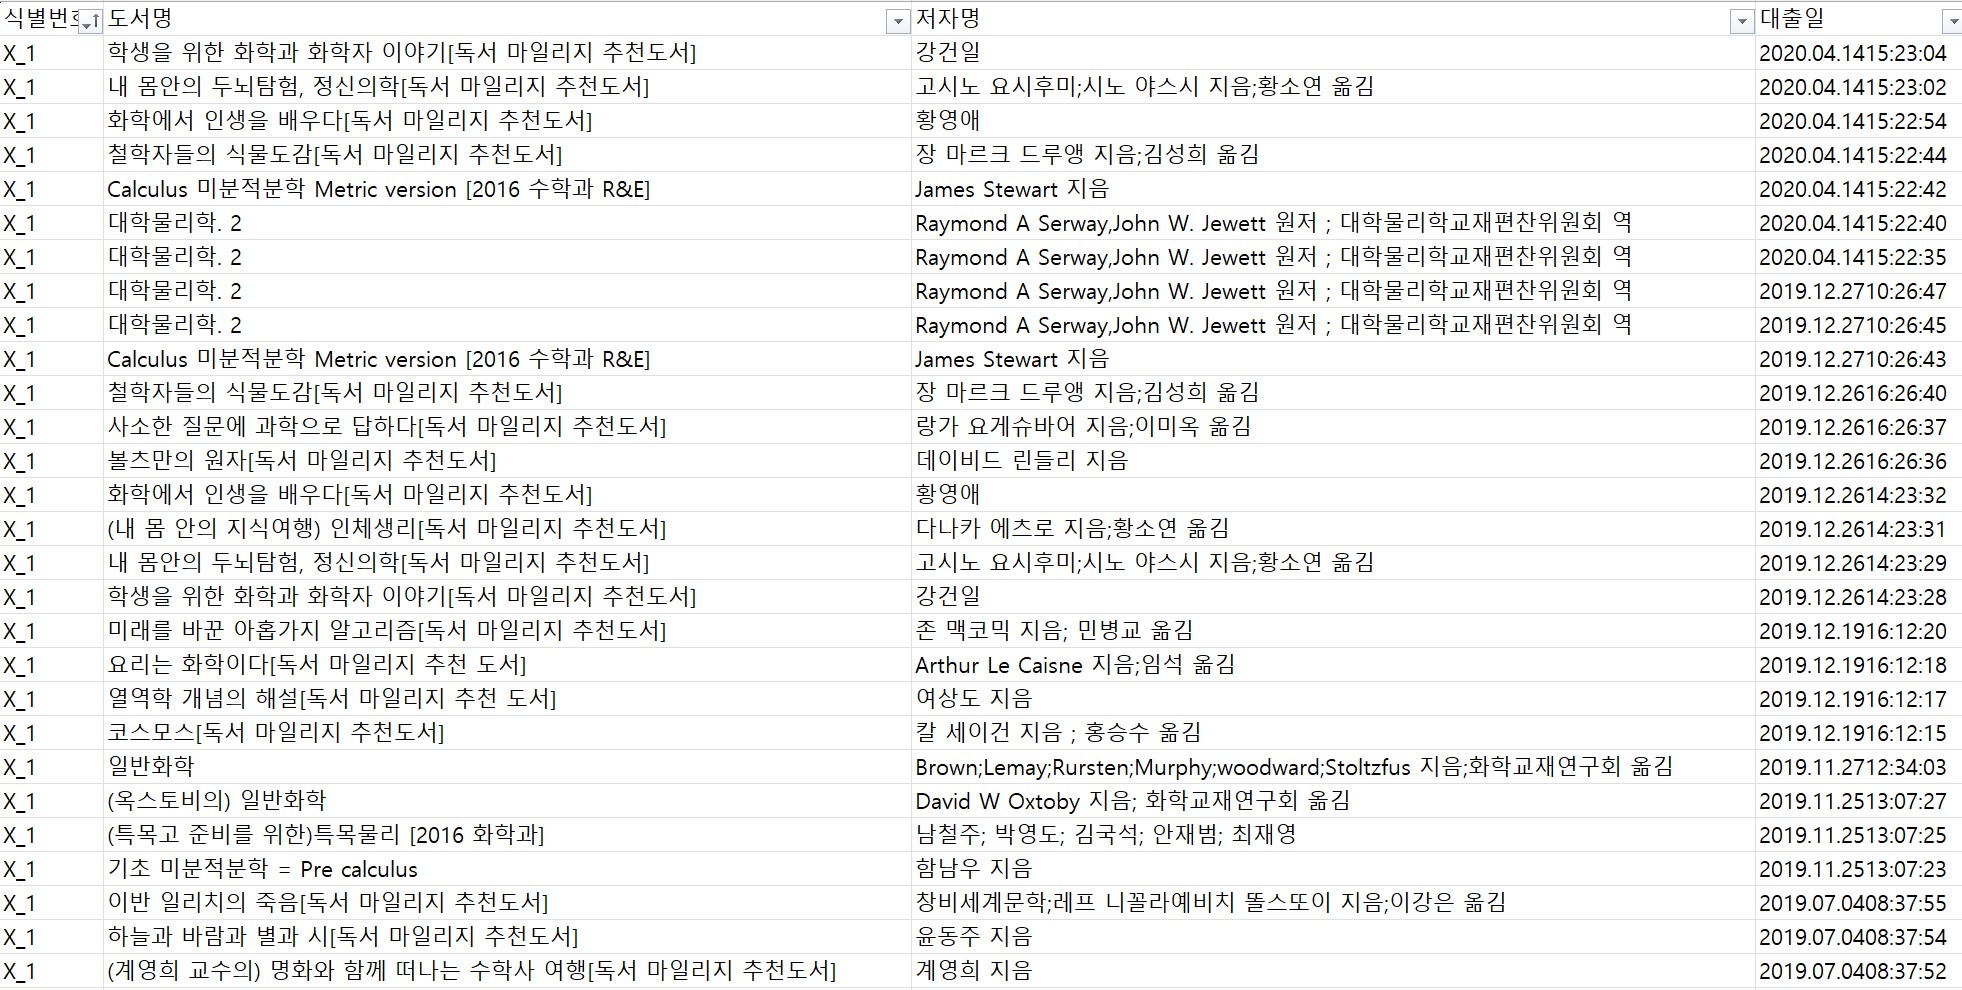 식별번호 도서명 저자명 대출일
X_1 학생을 위한 화학과 화학자 이야기[독서 마일리지 추천도서] 강건일 2020.04.1415:23:04
X_1 내 몸안의 두뇌탐험, 정신의학[독서 마일리지 추천도서] 고시노 요시후미;시노 야스시 지음;황소연 옮김 2020.04.1415:23:02
X_1 화학에서 인생을 배우다[독서 마일리지 추천도서] 황영애 2020.04.1415:22:54
X_1 철학자들의 식물도감[독서 마일리지 추천도서] 장 마르크 드루앵 지음;김성희 옮김 2020.04.1415:22:44
X_1 Calculus 미분적분학 Metric version [2016 수학과 R&E] James Stewart 지음 2020.04.1415:22:42
X_1 대학물리학. 2 Raymond A Serway,John W. Jewett 원저 ; 대학물리학교재편찬위원회 역 2020.04.1415:22:40
X_1 대학물리학. 2 Raymond A Serway,John W. Jewett 원저 ; 대학물리학교재편찬위원회 역 2020.04.1415:22:35
X_1 대학물리학. 2 Raymond A Serway,John W. Jewett 원저 ; 대학물리학교재편찬위원회 역 2019.12.2710:26:47
X_1 대학물리학. 2 Raymond A Serway,John W. Jewett 원저 ; 대학물리학교재편찬위원회 역 2019.12.2710:26:45
X_1 Calculus 미분적분학 Metric version [2016 수학과 R&E] James Stewart 지음 2019.12.2710:26:43
X_1 철학자들의 식물도감[독서 마일리지 추천도서] 장 마르크 드루앵 지음;김성희 옮김 2019.12.2616:26:40
X_1 사소한 질문에 과학으로 답하다[독서 마일리지 추천도서] 랑가 요게슈바어 지음;이미옥 옮김 2019.12.2616:26:37
X_1 볼츠만의 원자[독서 마일리지 추천도서] 데이비드 린들리 지음 2019.12.2616:26:36
X_1 화학에서 인생을 배우다[독서 마일리지 추천도서] 황영애 2019.12.2614:23:32
X_1 (내 몸 안의 지식여행) 인체생리[독서 마일리지 추천도서] 다나카 에츠로 지음;황소연 옮김 2019.12.2614:23:31
X_1 내 몸안의 두뇌탐험, 정신의학[독서 마일리지 추천도서] 고시노 요시후미;시노 야스시 지음;황소연 옮김 2019.12.2614:23:29
X_1 학생을 위한 화학과 화학자 이야기[독서 마일리지 추천도서] 강건일 2019.12.2614:23:28
X_1 미래를 바꾼 아홉가지 알고리즘[독서 마일리지 추천도서] 존 맥코믹 지음; 민병교 옮김 2019.12.1916:12:20
X_1 요리는 화학이다[독서 마일리지 추천 도서] Arthur Le Caisne 지음;임석 옮김 2019.12.1916:12:18
X_1 열역학 개념의 해설[독서 마일리지 추천 도서] 여상도 지음 2019.12.1916:12:17
X_1 코스모스[독서 마일리지 추천도서] 칼 세이건 지음 ; 홍승수 옮김 2019.12.1916:12:15
X_1 일반화학 Brown;Lemay;Rursten;Murphy;woodward;Stoltzfus 지음;화학교재연구회 옮김 2019.11.2712:34:03
X_1 (옥스토비의) 일반화학 David W Oxtoby 지음; 화학교재연구회 옮김 2019.11.2513:07:27
X_1 (특목고 준비를 위한)특목물리 [2016 화학과] 남철주; 박영도; 김국석; 안재범; 최재영 2019.11.2513:07:25
X_1 기초 미분적분학 = Pre calculus 함남우 지음 2019.11.2513:07:23
X_1 이반 일리치의 죽음[독서 마일리지 추천도서] 창비세계문학;레프 니꼴라예비치 똘스또이 지음;이강은 옮김 2019.07.0408:37:55
X_1 하늘과 바람과 별과 시[독서 마일리지 추천도서] 윤동주 지음 2019.07.0408:37:54
X_1 (계영희 교수의) 명화와 함께 떠나는 수학사 여행[독서 마일리지 추천도서] 계영희 지음 2019.07.0408:37:52